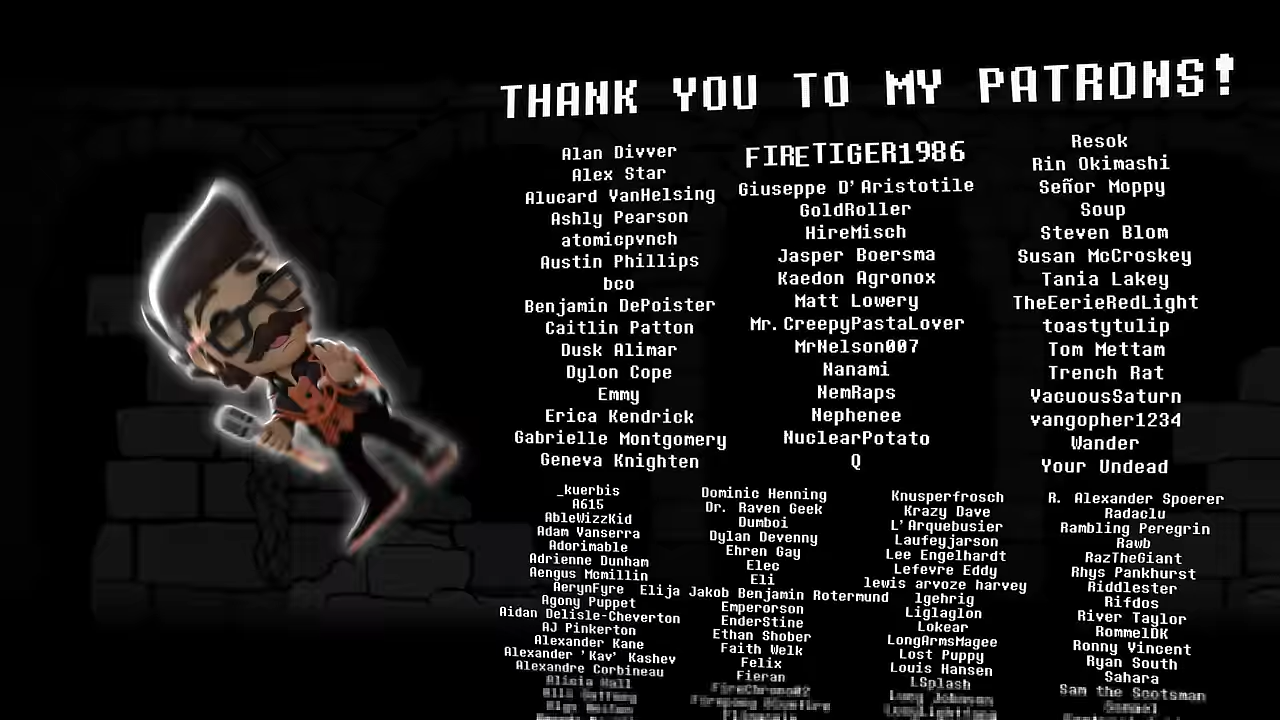 THANK YOU TO MY PATRONS!
Alan Divver
Alex Star
Alucard VanHelsing
Ashly Pearson
atomicpvnch
Austin Phillips
bco
Benjamin DePoister
Caitlin Patton
Dusk Alimar
Dylon Cope
Emmy
Erica Kendrick
Gabrielle Montgomery
Geneva Knighten
FIRETIGER1986
Giuseppe D'Aristotile
GoldRoller
HireMisch
Jasper Boersma
Kaedon Agronox
Matt Lowery
Mr.CreepyPastaLover
MrNelson007
Nanami
NemRaps
Nephenee
NuclearPotato
Q
Resok
Rin Okimashi
Señor Moppy
Soup
Steven Blom
Susan McCroskey
Tania Lakey
TheEerieRedLight
toastytulip
Tom Mettam
Trench Rat
VacuousSaturn
vangopher1234
Wander
Your Undead
_kuerbis
A615
AbleWizzKid
Adam Vanserra
Adorimable
Adrienne Dunham
Aengus Mcmillin
AerynFyre
Agony Puppet
Aidan Delisle-Cheverton
AJ Pinkerton
Alexander Kane
Alexander 'Kav' Kashev
Alexandre Corbineau
Alicia Hall
Dominic Henning
Dr. Raven Geek
Dumboi
Dylan Devenny
Ehren Gay
Elec
Eli
Elija Jakob Benjamin Rotermund
Emperorson
EnderStine
Ethan Shober
Faith Welk
Felix
Fieran
Knusperfrosch
Krazy Dave
L'Arquebusier
Laufeyjarson
Lee Engelhardt
Lefevre Eddy
lewis arvoze harvey
lgehrig
Liglaglon
Lokear
LongArmsMagee
Lost Puppy
Louis Hansen
LSplash
R. Alexander Spoerer
Radaclu
Rambling Peregrin
Rawb
RazTheGiant
Rhys Pankhurst
Riddlester
Rifdos
River Taylor
RommelDK
Ronny Vincent
Ryan South
Sahara
Sam the Scotsman